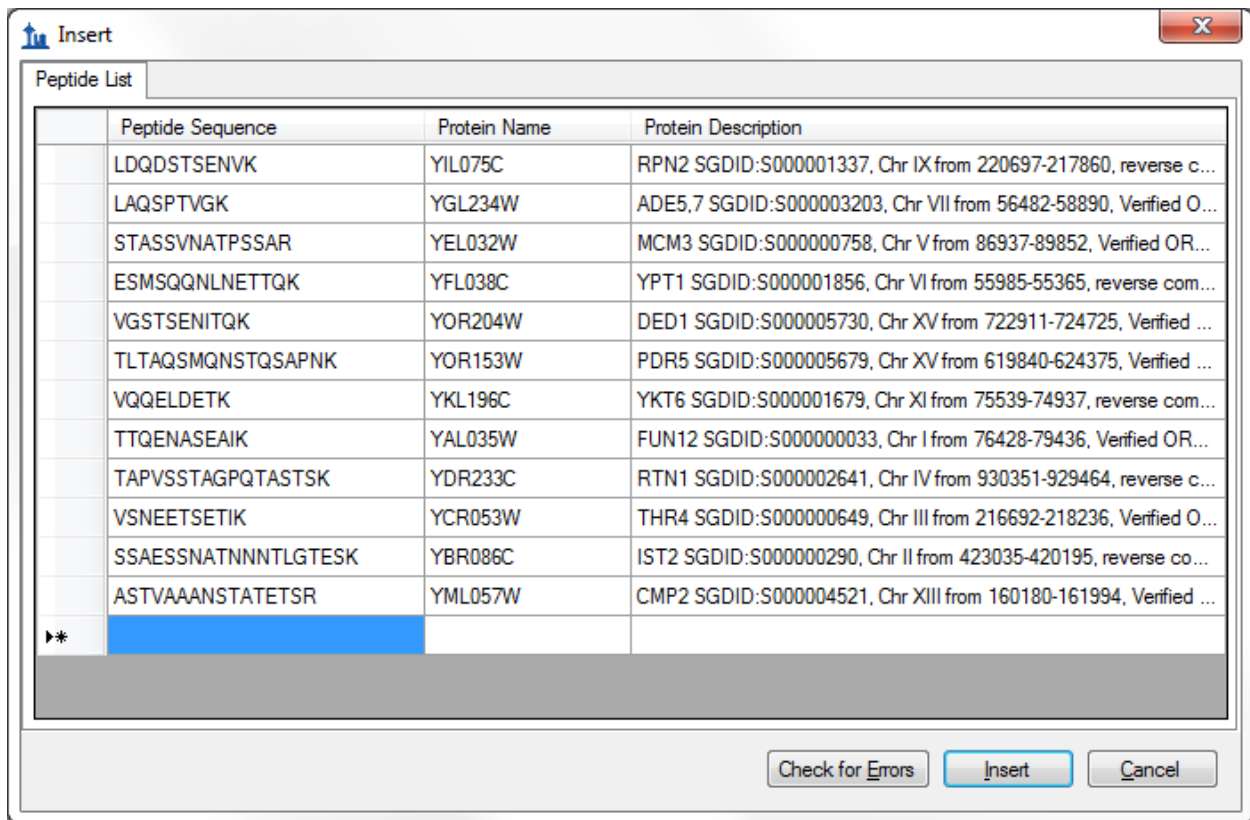 Insert
Peptide List
Peptide Sequence Protein Name Protein Description
LDQDSTSENVK YIL075C RPN2 SGDID:S000001337, Chr IX from 220697-217860, reverse c...
LAQSPTVGK YGL234W ADE5,7 SGDID:S000003203, Chr VII from 56482-58890, Verified O...
STASSVNATPSSAR YEL032W MCM3 SGDID:S000000758, Chr V from 86937-89852, Verified OR...
ESMSQQNLNETTQK YFL038C YPT1 SGDID:S000001856, Chr VI from 55985-55365, reverse com...
VGSTSENITQK YOR204W DED1 SGDID:S000005730, Chr XV from 722911-724725, Verified ...
TLTAQSMQNSTQSAPNK YOR153W PDR5 SGDID:S000005679, Chr XV from 619840-624375, Verified ...
VQQELDETK YKL196C YKT6 SGDID:S000001679, Chr XI from 75539-74937, reverse com...
TTQENASEAIK YAL035W FUN12 SGDID:S000000033, Chr I from 76428-79436, Verified OR...
TAPVSSTAGPQTASTSK YDR233C RTN1 SGDID:S000002641, Chr IV from 930351-929464, reverse c...
VSNEETSETIK YCR053W THR4 SGDID:S000000649, Chr III from 216692-218236, Verified O...
SSAESSNATNNNTLGTESK YBR086C IST2 SGDID:S000000290, Chr II from 423035-420195, reverse co...
ASTVAAANSTATETSR YML057W CMP2 SGDID:S000004521, Chr XIII from 160180-161994, Verified ...
Check for Errors Insert Cancel